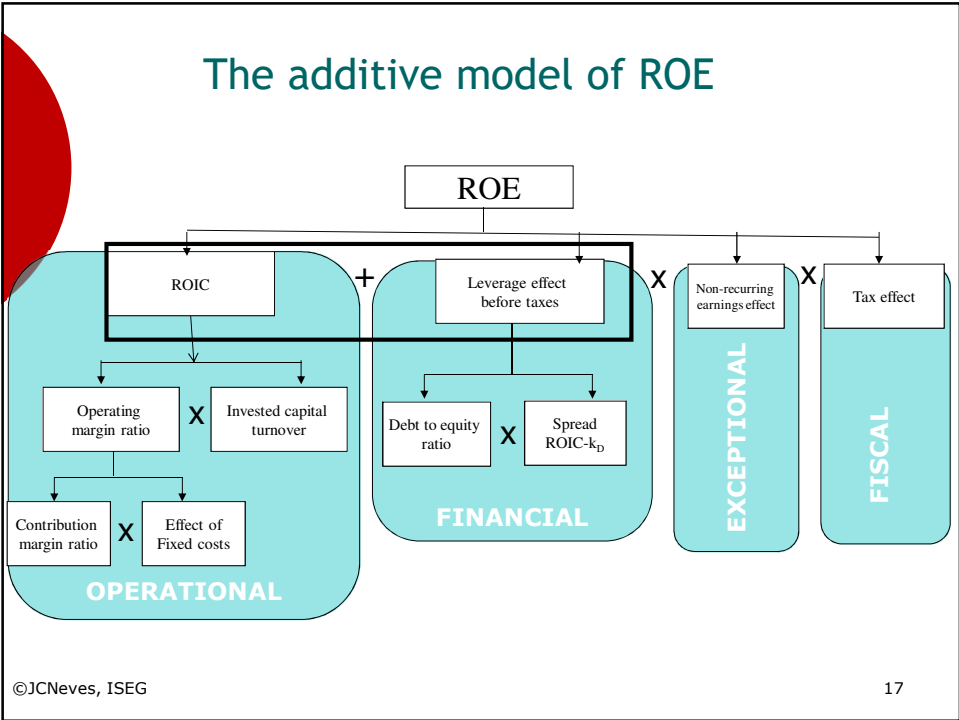 The additive model of ROE
ROE
ROIC
+
Leverage effect
before taxes
x
Non-recurring
earnings effect
x
Tax effect
Operating
margin ratio
x
Invested capital
turnover
Debt to equity
ratio
x
Spread
ROIC-kD
Contribution
margin ratio
x
Effect of
Fixed costs
OPERATIONAL
FINANCIAL
EXCEPTIONAL
FISCAL
©JCNeves, ISEG
17